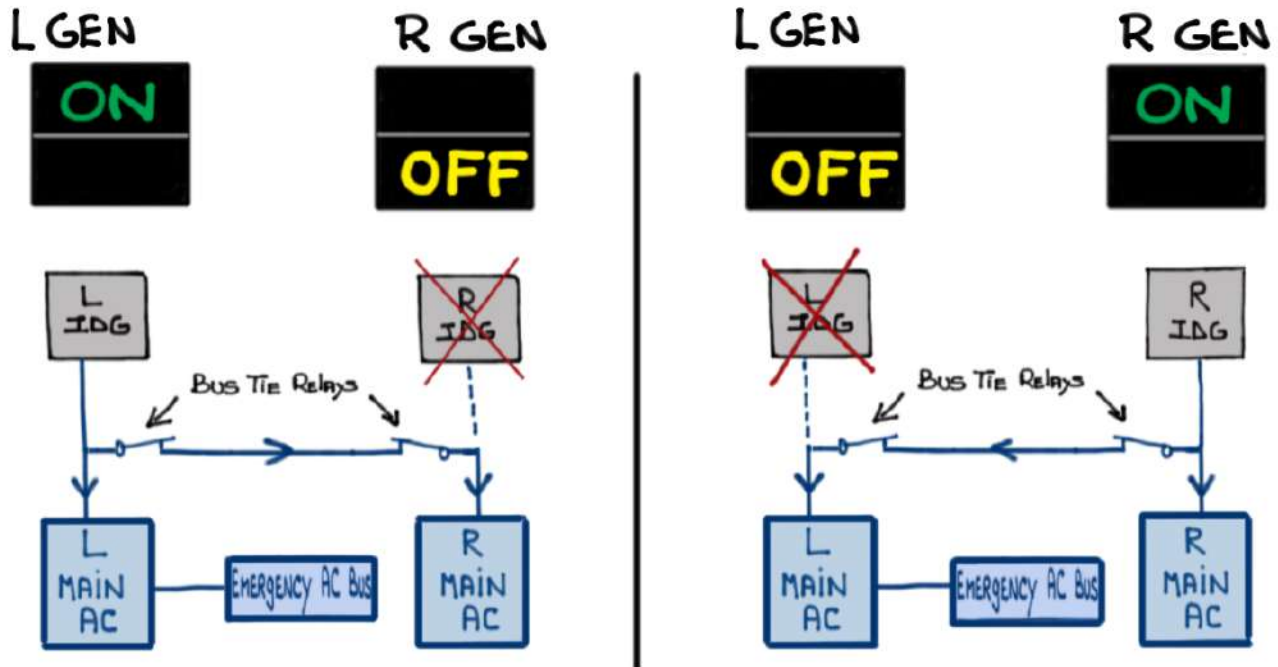 L GEN
R GEN
ON
OFF
L
IDG
R
IDG
BUS TIE RELAYS
L
MAIN
AC
EMERGENCY AC BUS
R
MAIN
AC
L GEN
R GEN
OFF
ON
L
IDG
R
IDG
BUS TIE RELAYS
L
MAIN
AC
EMERGENCY AC BUS
R
MAIN
AC